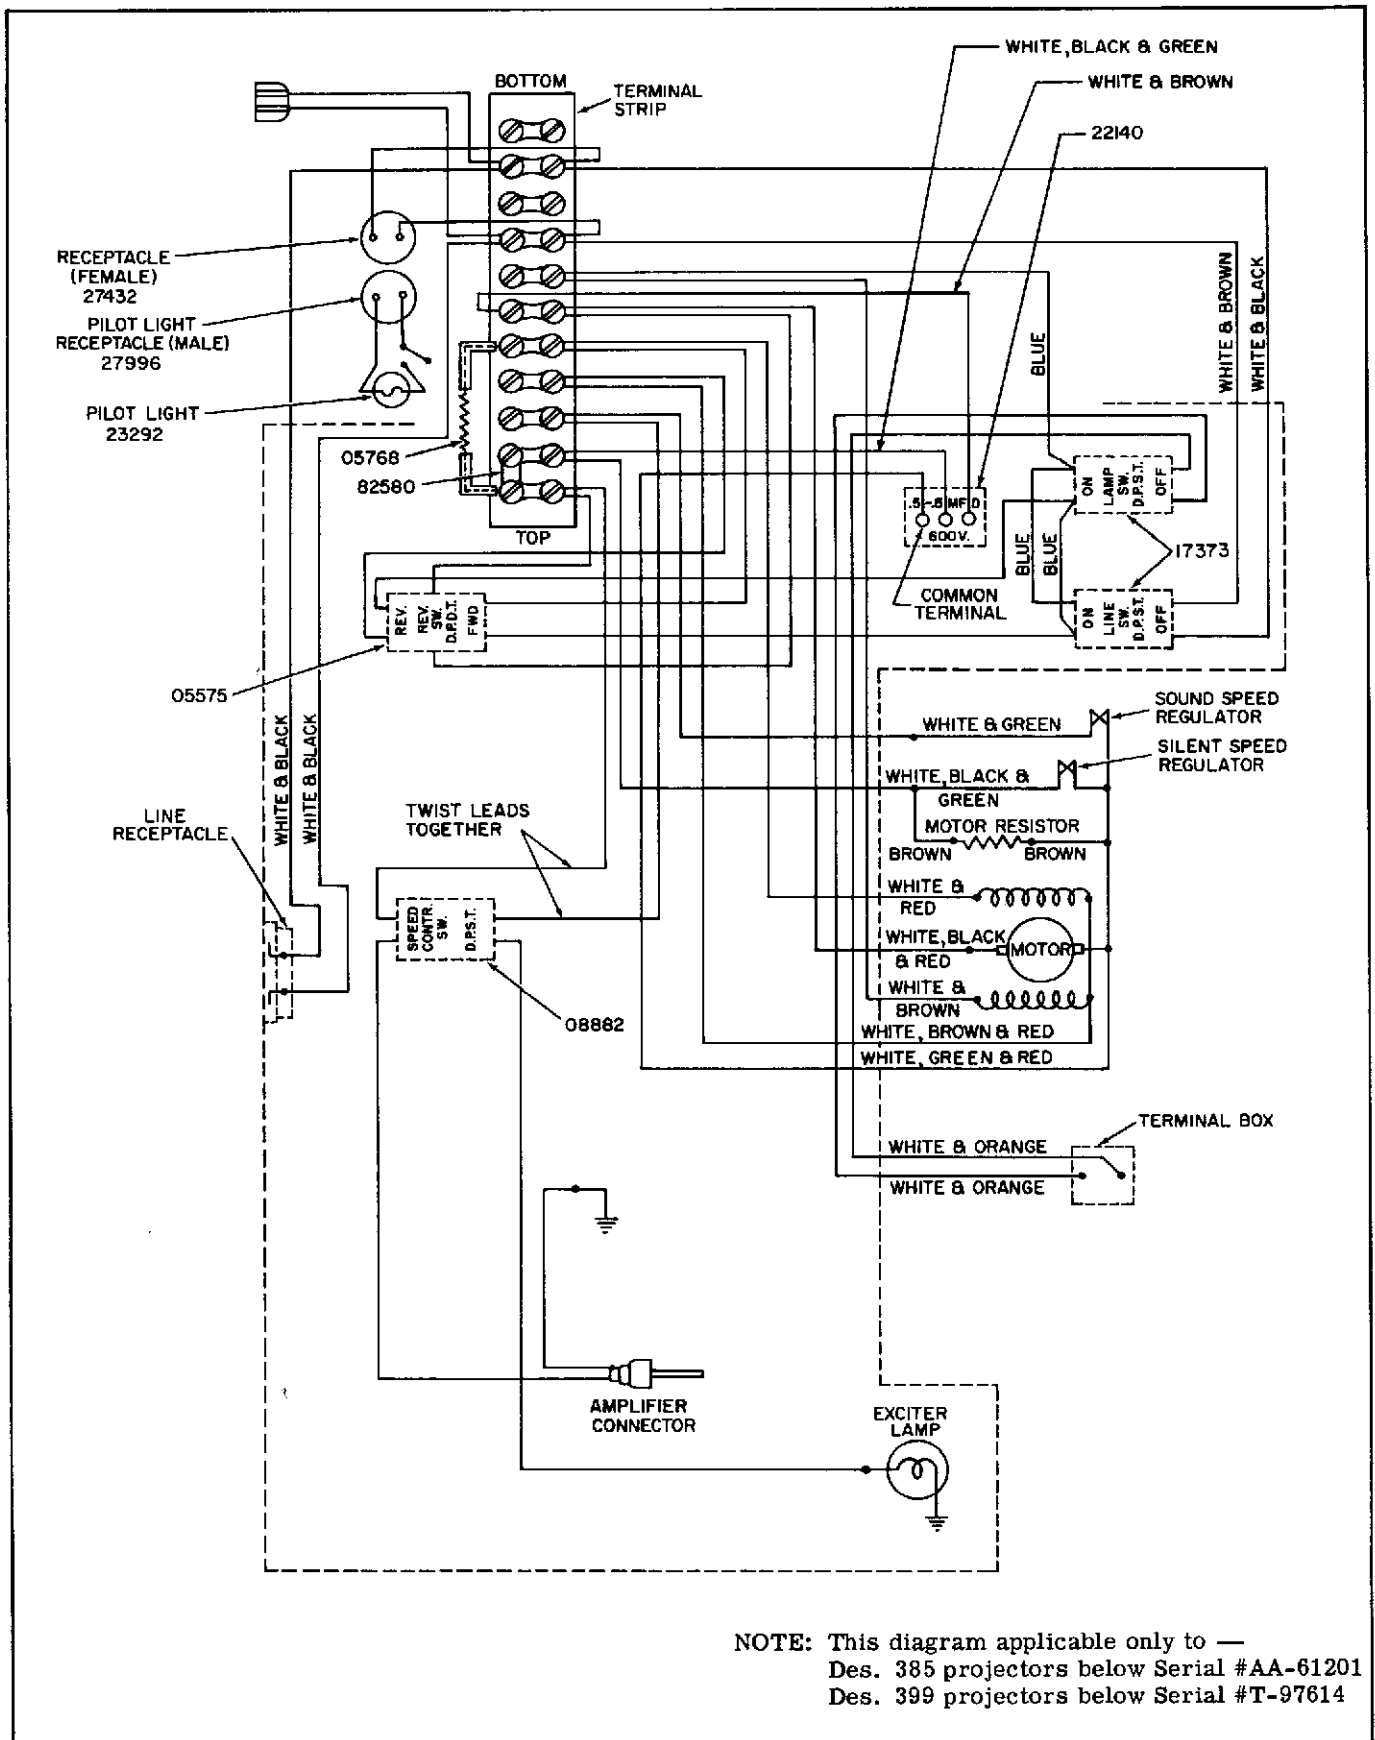 WHITE, BLACK & GREEN
WHITE & BROWN
22140
BOTTOM
TERMINAL
STRIP
RECEPTACLE
(FEMALE)
27432
PILOT LIGHT
RECEPTACLE (MALE)
27996
PILOT LIGHT
23292
05768
82580
TOP
BLUE
WHITE & BROWN
WHITE & BLACK
.5-.5 MFD
600V.
COMMON
TERMINAL
ON
LAMP
SW.
D.P.S.T.
OFF
17373
BLUE
BLUE
ON
LINE
SW.
D.P.S.T.
OFF
REV.
REV.
SW.
D.P.D.T.
FWD
05575
WHITE & BLACK
WHITE & BLACK
LINE
RECEPTACLE
TWIST LEADS
TOGETHER
SPEED
CONTR.
SW.
D.P.S.T.
08882
WHITE & GREEN
SOUND SPEED
REGULATOR
SILENT SPEED
REGULATOR
WHITE, BLACK &
GREEN
MOTOR RESISTOR
BROWN
BROWN
WHITE &
RED
WHITE, BLACK
& RED
MOTOR
WHITE &
BROWN
WHITE, BROWN & RED
WHITE, GREEN & RED
TERMINAL BOX
WHITE & ORANGE
WHITE & ORANGE
AMPLIFIER
CONNECTOR
EXCITER
LAMP
NOTE: This diagram applicable only to —
Des. 385 projectors below Serial #AA-61201
Des. 399 projectors below Serial #T-97614